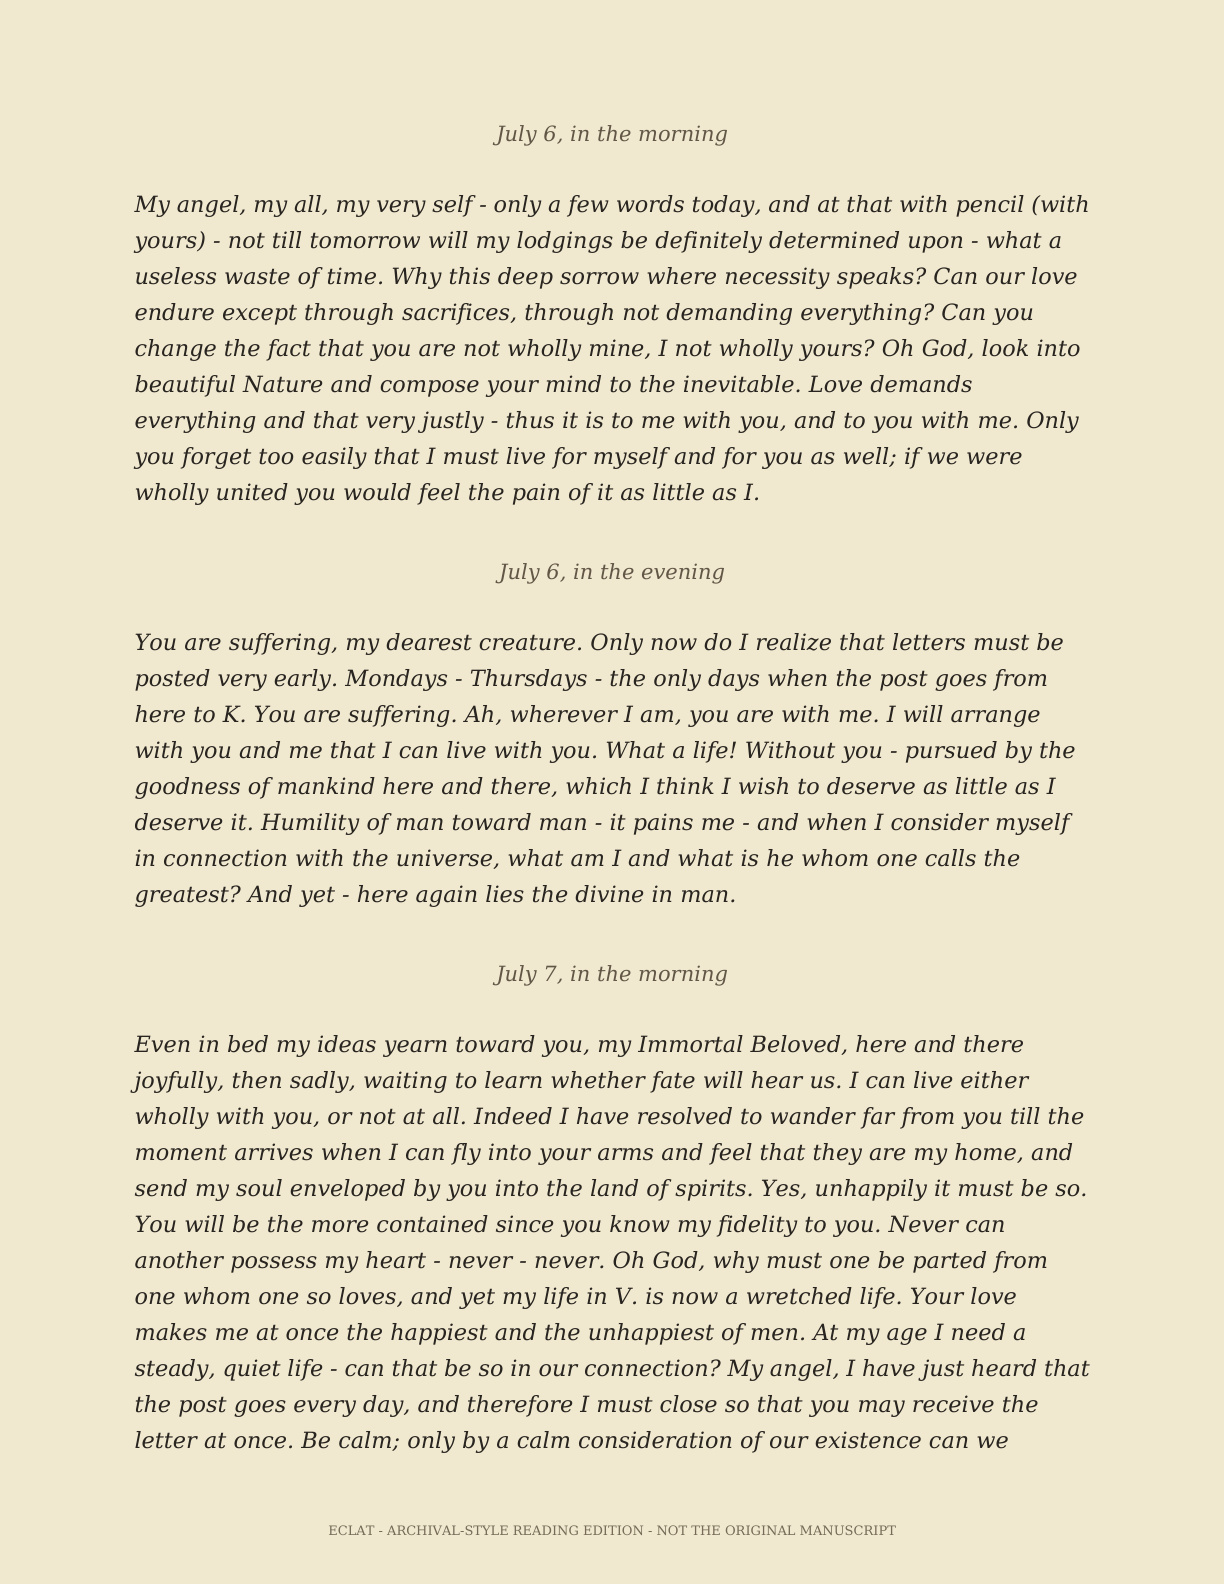 July 6, in the morning
My angel, my all, my very self - only a few words today, and at that with pencil (with
yours) - not till tomorrow will my lodgings be definitely determined upon - what a
useless waste of time. Why this deep sorrow where necessity speaks? Can our love
endure except through sacrifices, through not demanding everything? Can you
change the fact that you are not wholly mine, I not wholly yours? Oh God, look into
beautiful Nature and compose your mind to the inevitable. Love demands
everything and that very justly - thus it is to me with you, and to you with me. Only
you forget too easily that I must live for myself and for you as well; if we were
wholly united you would feel the pain of it as little as I.
July 6, in the evening
You are suffering, my dearest creature. Only now do I realize that letters must be
posted very early. Mondays - Thursdays - the only days when the post goes from
here to K. You are suffering. Ah, wherever I am, you are with me. I will arrange
with you and me that I can live with you. What a life! Without you - pursued by the
goodness of mankind here and there, which I think I wish to deserve as little as I
deserve it. Humility of man toward man - it pains me - and when I consider myself
in connection with the universe, what am I and what is he whom one calls the
greatest? And yet - here again lies the divine in man.
July 7, in the morning
Even in bed my ideas yearn toward you, my Immortal Beloved, here and there
joyfully, then sadly, waiting to learn whether fate will hear us. I can live either
wholly with you, or not at all. Indeed I have resolved to wander far from you till the
moment arrives when I can fly into your arms and feel that they are my home, and
send my soul enveloped by you into the land of spirits. Yes, unhappily it must be so.
You will be the more contained since you know my fidelity to you. Never can
another possess my heart - never - never. Oh God, why must one be parted from
one whom one so loves, and yet my life in V. is now a wretched life. Your love
makes me at once the happiest and the unhappiest of men. At my age I need a
steady, quiet life - can that be so in our connection? My angel, I have just heard that
the post goes every day, and therefore I must close so that you may receive the
letter at once. Be calm; only by a calm consideration of our existence can we
ECLAT - ARCHIVAL-STYLE READING EDITION - NOT THE ORIGINAL MANUSCRIPT